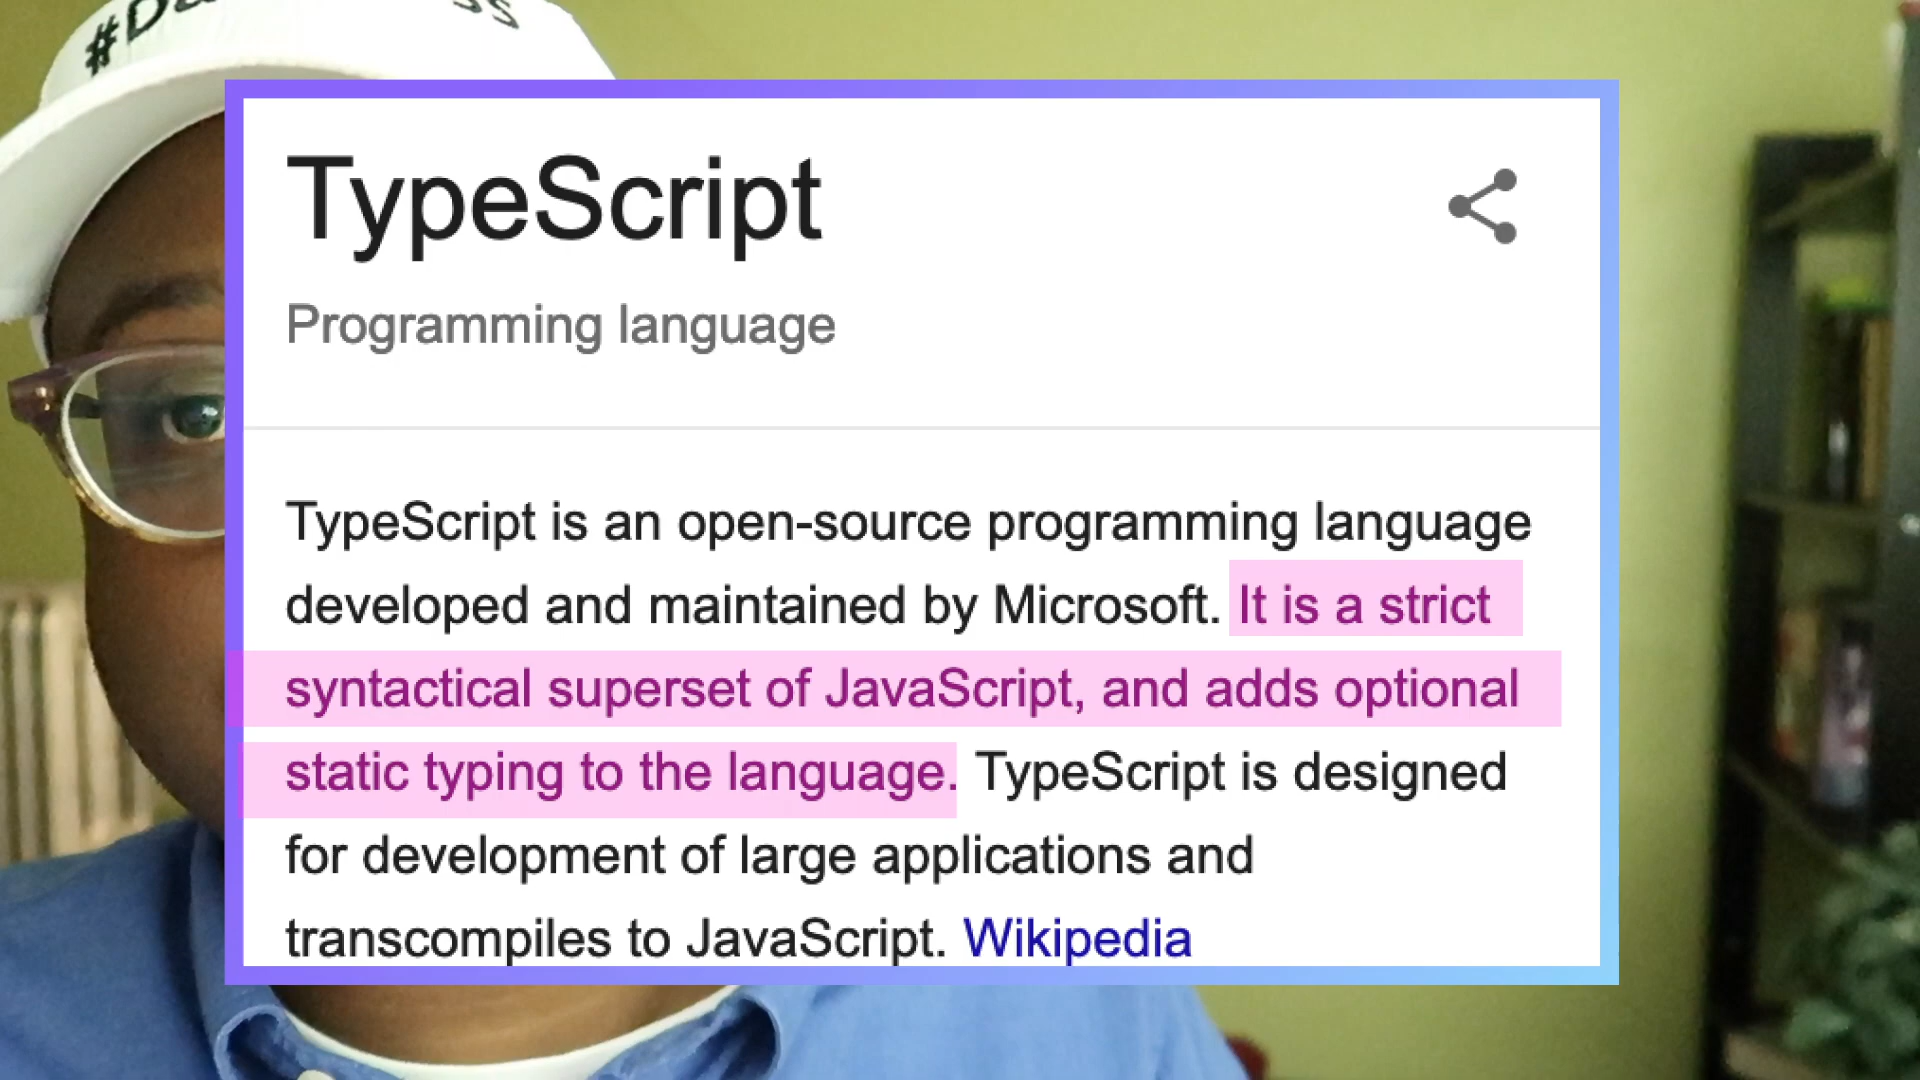 TypeScript
Programming language
TypeScript is an open-source programming language
developed and maintained by Microsoft. It is a strict
syntactical superset of JavaScript, and adds optional
static typing to the language. TypeScript is designed
for development of large applications and
transcompiles to JavaScript. Wikipedia